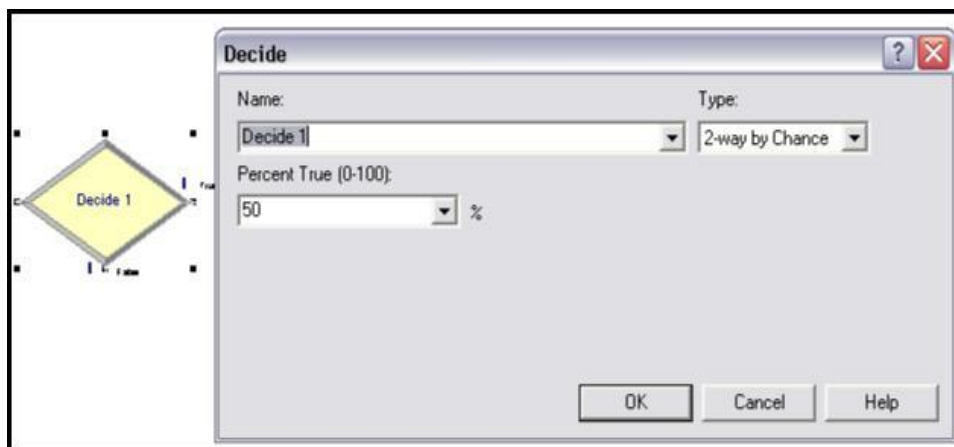 Decide
Name:
Type:
Decide 1
2-way by Chance
Percent True (0-100):
50
%
Decide 1
False
OK
Cancel
Help